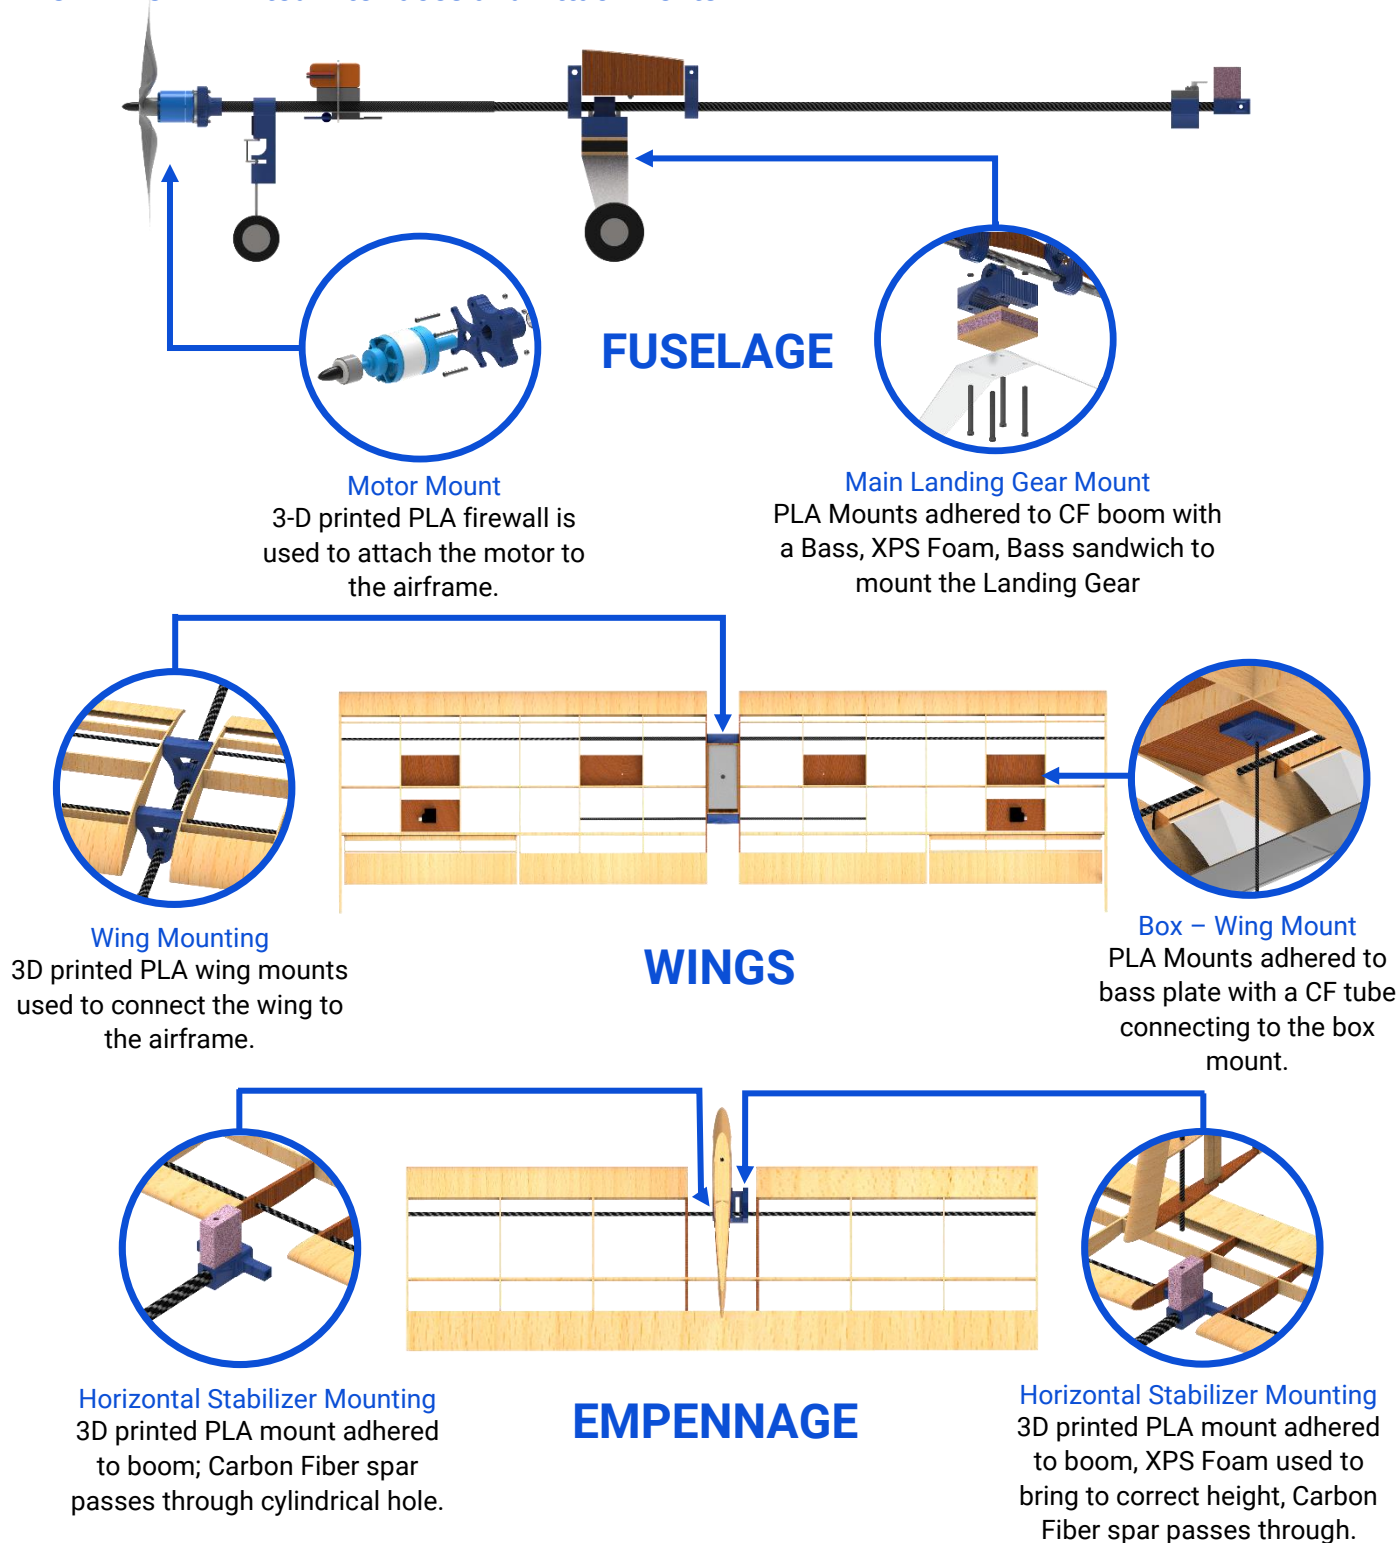 FUSELAGE
Motor Mount
3-D printed PLA firewall is
used to attach the motor to
the airframe.
Main Landing Gear Mount
PLA Mounts adhered to CF boom with
a Bass, XPS Foam, Bass sandwich to
mount the Landing Gear
Wing Mounting
3D printed PLA wing mounts
used to connect the wing to
the airframe.
WINGS
Box – Wing Mount
PLA Mounts adhered to
bass plate with a CF tube
connecting to the box
mount.
Horizontal Stabilizer Mounting
3D printed PLA mount adhered
to boom; Carbon Fiber spar
passes through cylindrical hole.
EMPENNAGE
Horizontal Stabilizer Mounting
3D printed PLA mount adhered
to boom, XPS Foam used to
bring to correct height, Carbon
Fiber spar passes through.